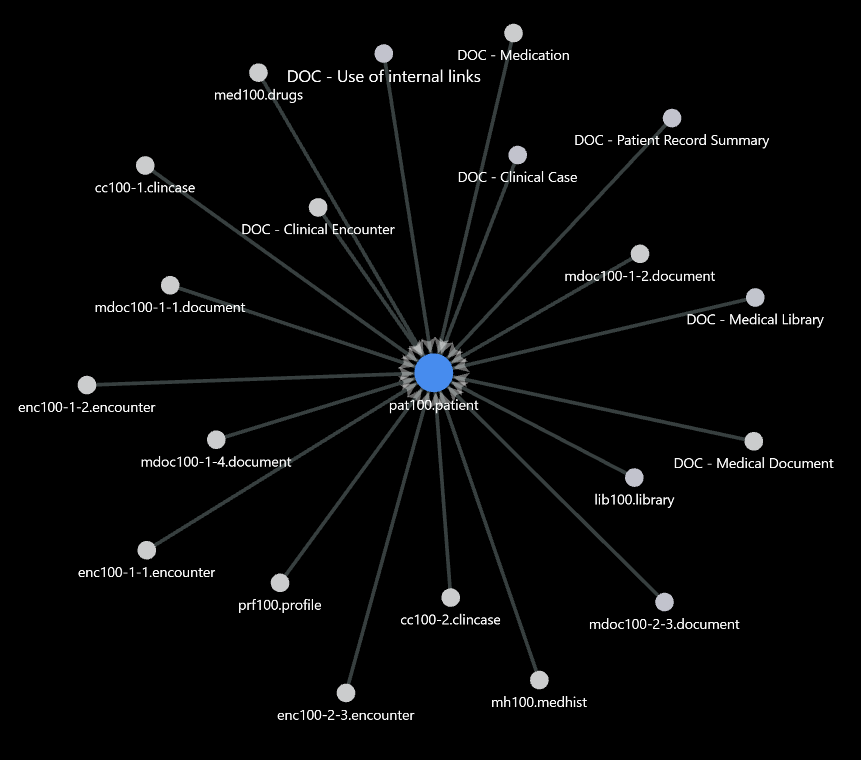 DOC - Medication
DOC - Use of internal links
med100.drugs
DOC - Patient Record Summary
DOC - Clinical Case
cc100-1.clincase
DOC - Clinical Encounter
mdoc100-1-2.document
mdoc100-1-1.document
DOC - Medical Library
pat100.patient
enc100-1-2.encounter
mdoc100-1-4.document
DOC - Medical Document
lib100.library
enc100-1-1.encounter
prf100.profile
cc100-2.clincase
mdoc100-2-3.document
mh100.medhist
enc100-2-3.encounter